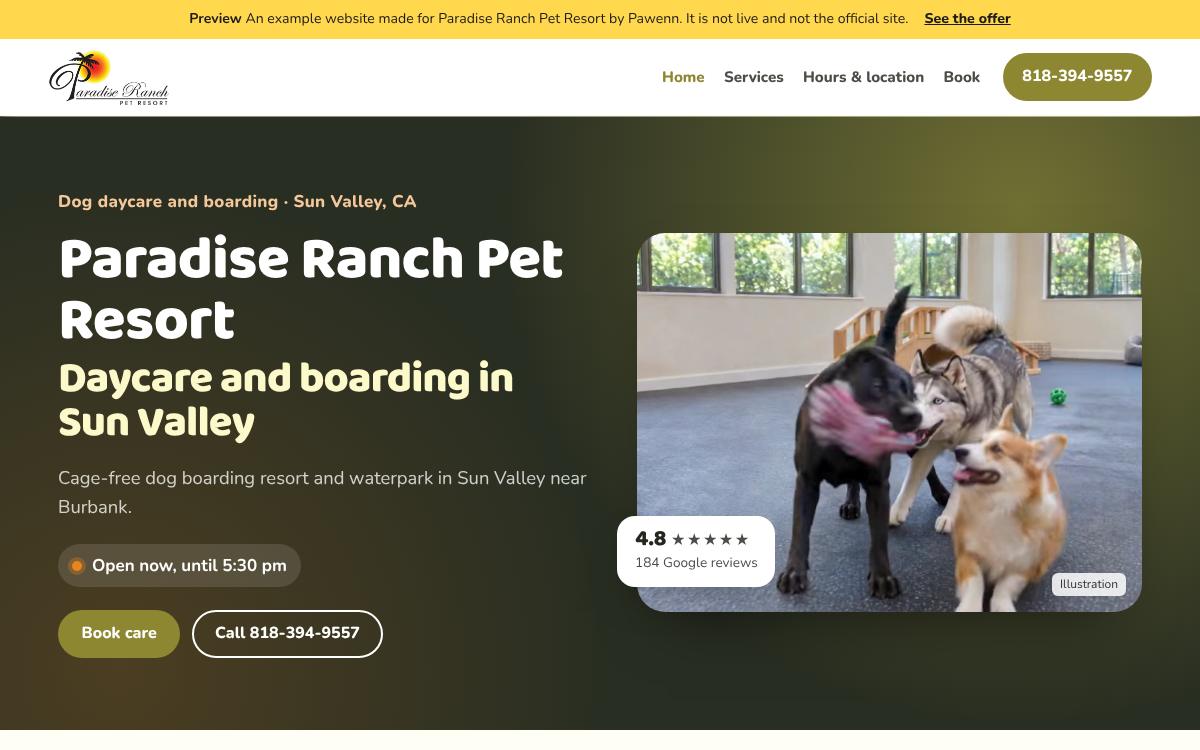 Preview An example website made for Paradise Ranch Pet Resort by Pawenn. It is not live and not the official site. See the offer
Paradise Ranch
PET RESORT
Home Services Hours & location Book 818-394-9557
Dog daycare and boarding · Sun Valley, CA
Paradise Ranch Pet
Resort
Daycare and boarding in
Sun Valley
Cage-free dog boarding resort and waterpark in Sun Valley near
Burbank.
Open now, until 5:30 pm
Book care Call 818-394-9557
4.8 ★★★★★
184 Google reviews
Illustration